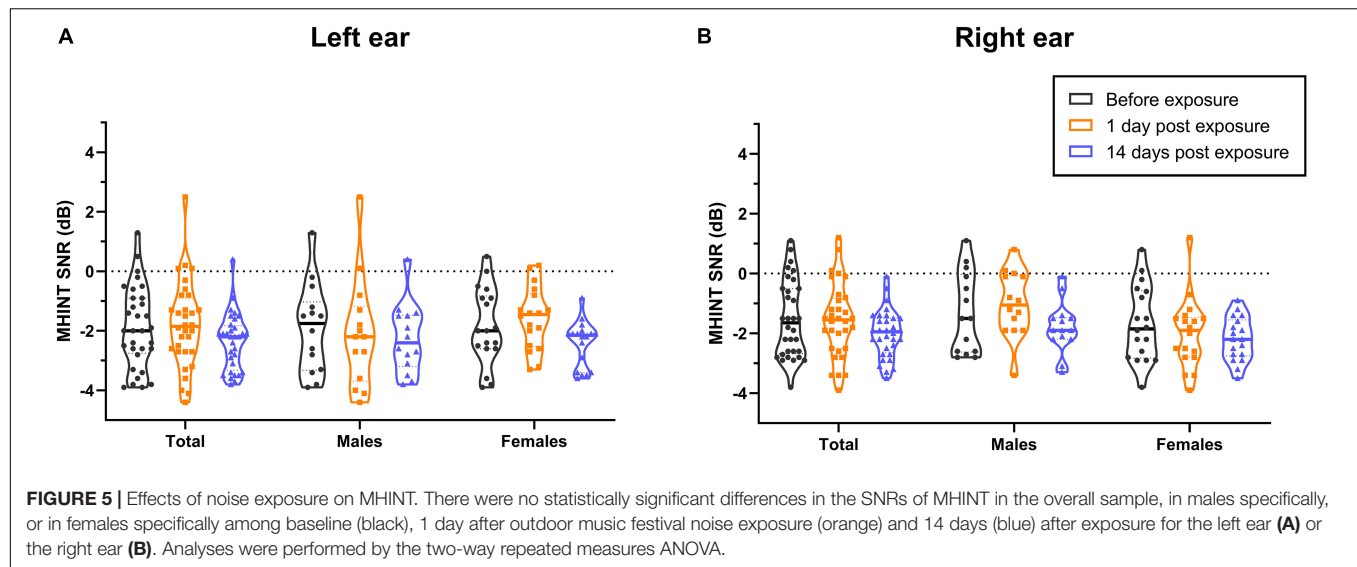 A
Left ear
B
Right ear
Before exposure
1 day post exposure
14 days post exposure
MHINT SNR (dB)
4
2
0
-2
-4
Total
Males
Females
MHINT SNR (dB)
4
2
0
-2
-4
Total
Males
Females
FIGURE 5 | Effects of noise exposure on MHINT. There were no statistically significant differences in the SNRs of MHINT in the overall sample, in males specifically,
or in females specifically among baseline (black), 1 day after outdoor music festival noise exposure (orange) and 14 days (blue) after exposure for the left ear (A) or
the right ear (B). Analyses were performed by the two-way repeated measures ANOVA.